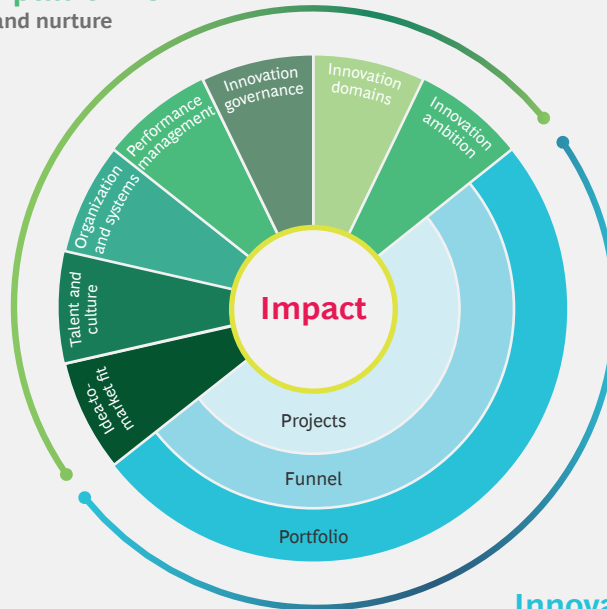 and nurture
Innovation
governance
Innovation
domains
Innovation
ambition
Performance
management
Organization
and systems
Talent and
culture
Idea-to-
market fit
Impact
Projects
Funnel
Portfolio
Innova